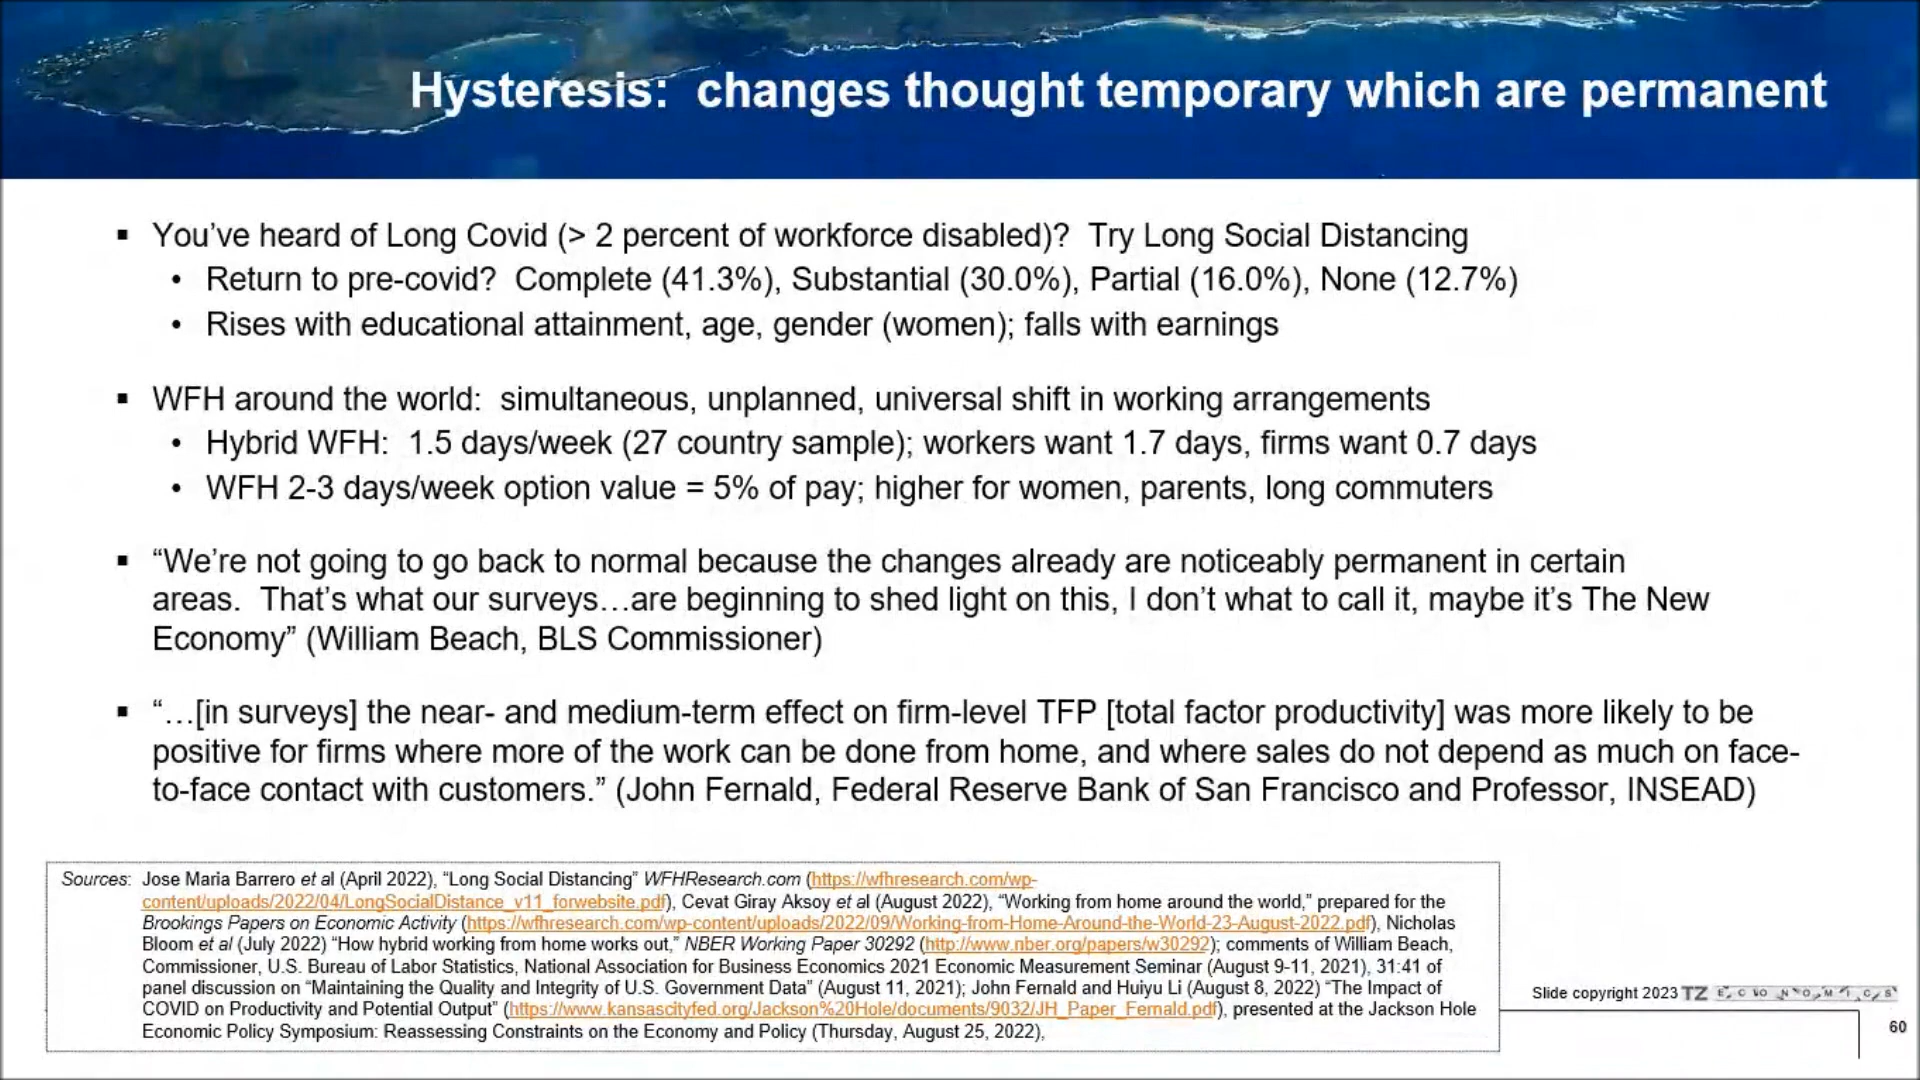 Hysteresis:  changes thought temporary which are permanent
▪ You’ve heard of Long Covid (> 2 percent of workforce disabled)?  Try Long Social Distancing
• Return to pre-covid?  Complete (41.3%), Substantial (30.0%), Partial (16.0%), None (12.7%)
• Rises with educational attainment, age, gender (women); falls with earnings
▪ WFH around the world:  simultaneous, unplanned, universal shift in working arrangements
• Hybrid WFH:  1.5 days/week (27 country sample); workers want 1.7 days, firms want 0.7 days
• WFH 2-3 days/week option value = 5% of pay; higher for women, parents, long commuters
▪ “We’re not going to go back to normal because the changes already are noticeably permanent in certain
areas.  That’s what our surveys…are beginning to shed light on this, I don’t what to call it, maybe it’s The New
Economy” (William Beach, BLS Commissioner)
▪ “…[in surveys] the near- and medium-term effect on firm-level TFP [total factor productivity] was more likely to be
positive for firms where more of the work can be done from home, and where sales do not depend as much on face-
to-face contact with customers.” (John Fernald, Federal Reserve Bank of San Francisco and Professor, INSEAD)
Sources:  Jose Maria Barrero et al (April 2022), “Long Social Distancing” WFHResearch.com (https://wfhresearch.com/wp-
content/uploads/2022/04/LongSocialDistance_v11_forwebsite.pdf), Cevat Giray Aksoy et al (August 2022), “Working from home around the world,” prepared for the
Brookings Papers on Economic Activity (https://wfhresearch.com/wp-content/uploads/2022/09/Working-from-Home-Around-the-World-23-August-2022.pdf), Nicholas
Bloom et al (July 2022) “How hybrid working from home works out,” NBER Working Paper 30292 (http://www.nber.org/papers/w30292); comments of William Beach,
Commissioner, U.S. Bureau of Labor Statistics, National Association for Business Economics 2021 Economic Measurement Seminar (August 9-11, 2021), 31:41 of
panel discussion on “Maintaining the Quality and Integrity of U.S. Government Data” (August 11, 2021); John Fernald and Huiyu Li (August 8, 2022) “The Impact of
COVID on Productivity and Potential Output” (https://www.kansascityfed.org/Jackson%20Hole/documents/9032/JH_Paper_Fernald.pdf), presented at the Jackson Hole
Economic Policy Symposium: Reassessing Constraints on the Economy and Policy (Thursday, August 25, 2022),
Slide copyright 2023 TZ ECONOMICS
60